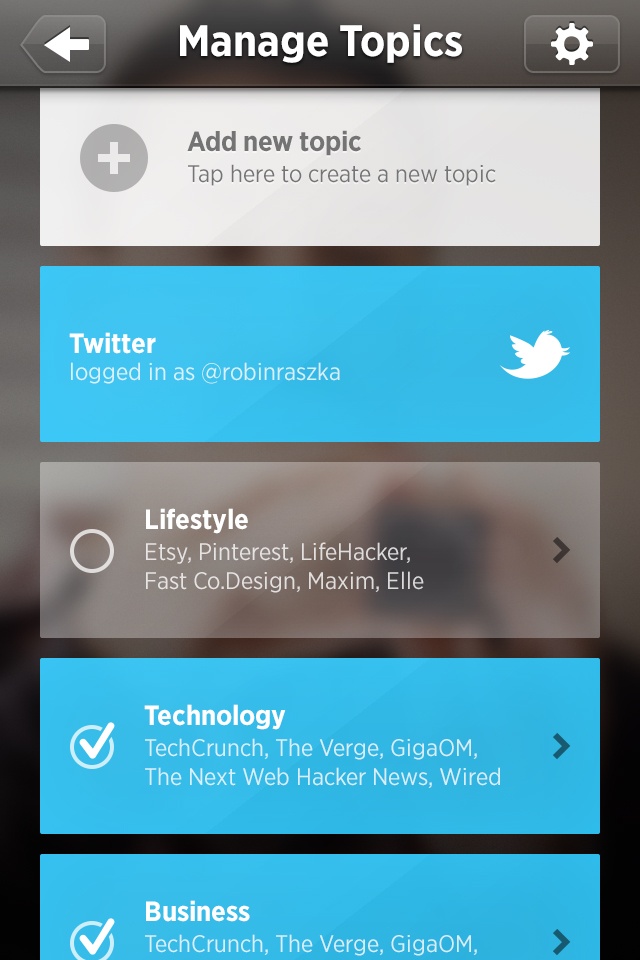 Manage Topics
Add new topic
Tap here to create a new topic
Twitter
logged in as @robinraszka
Lifestyle
Etsy, Pinterest, LifeHacker,
Fast Co.Design, Maxim, Elle
Technology
TechCrunch, The Verge, GigaOM,
The Next Web Hacker News, Wired
Business
TechCrunch, The Verge, GigaOM,